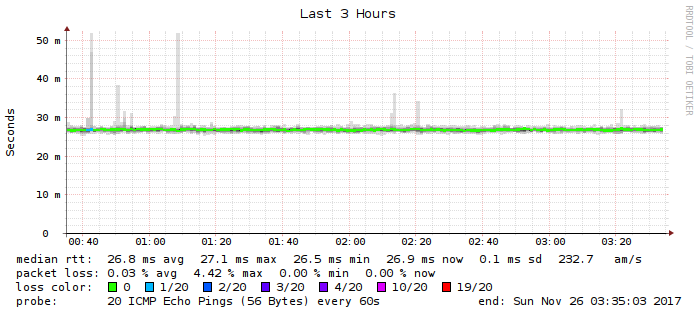 Last 3 Hours
RRDTOOL / TOBI OETIKER
Seconds
50 m
40 m
30 m
20 m
10 m
0
00:40 01:00 01:20 01:40 02:00 02:20 02:40 03:00 03:20
median rtt: 26.8 ms avg 27.1 ms max 26.5 ms min 26.9 ms now 0.1 ms sd 232.7 am/s
packet loss: 0.03 % avg 4.42 % max 0.00 % min 0.00 % now
loss color: 0 1/20 2/20 3/20 4/20 10/20 19/20
probe: 20 ICMP Echo Pings (56 Bytes) every 60s end: Sun Nov 26 03:35:03 2017